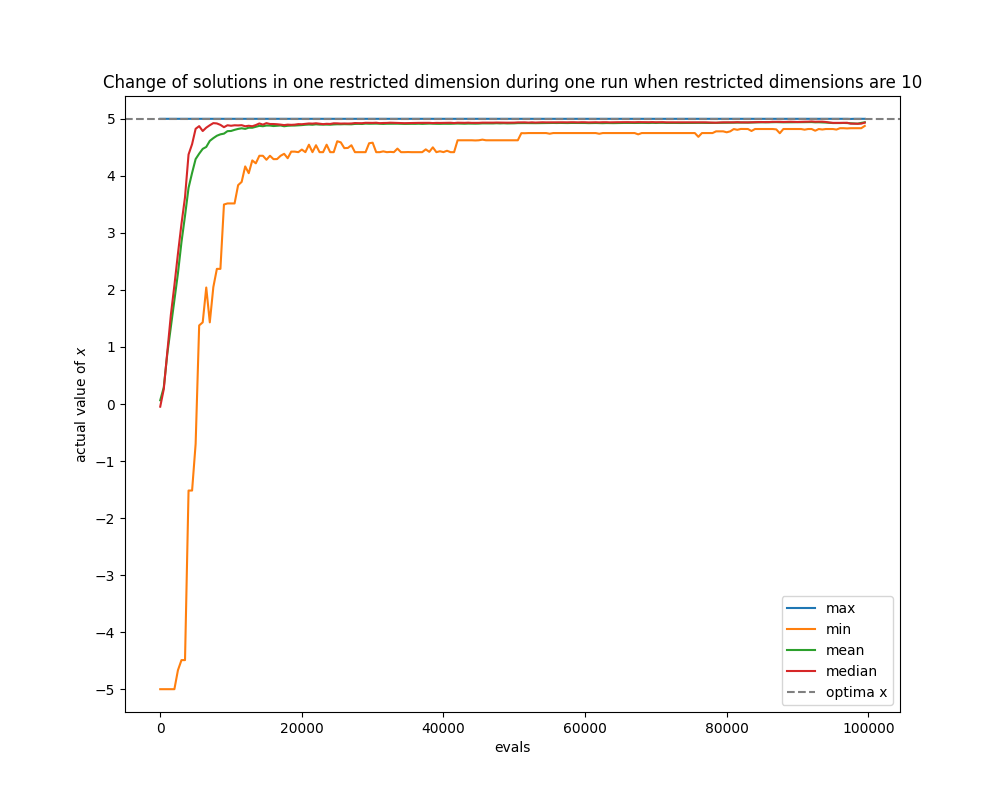 Change of solutions in one restricted dimension during one run when restricted dimensions are 10
actual value of x
5
4
3
2
1
0
−1
−2
−3
−4
−5
0 20000 40000 60000 80000 100000
evals
max
min
mean
median
optima x